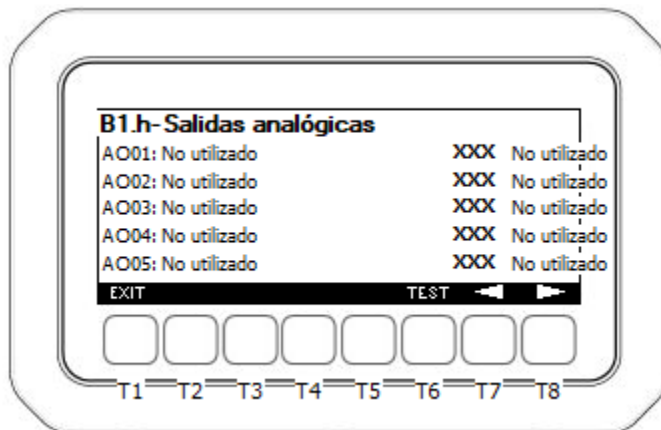 B1.h- Salidas analógicas
AO01: No utilizado XXX No utilizado
AO02: No utilizado XXX No utilizado
AO03: No utilizado XXX No utilizado
AO04: No utilizado XXX No utilizado
AO05: No utilizado XXX No utilizado
EXIT TEST
T1 T2 T3 T4 T5 T6 T7 T8